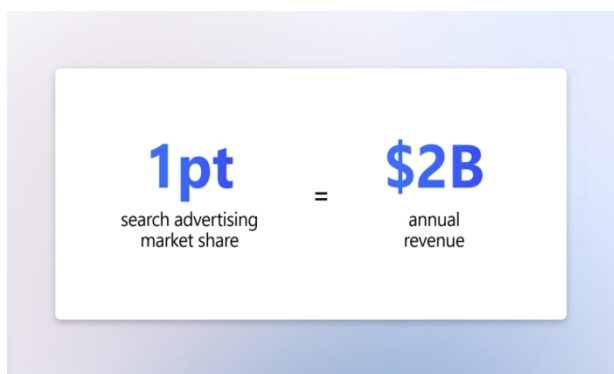 1pt
search advertising
market share
=
$2B
annual
revenue